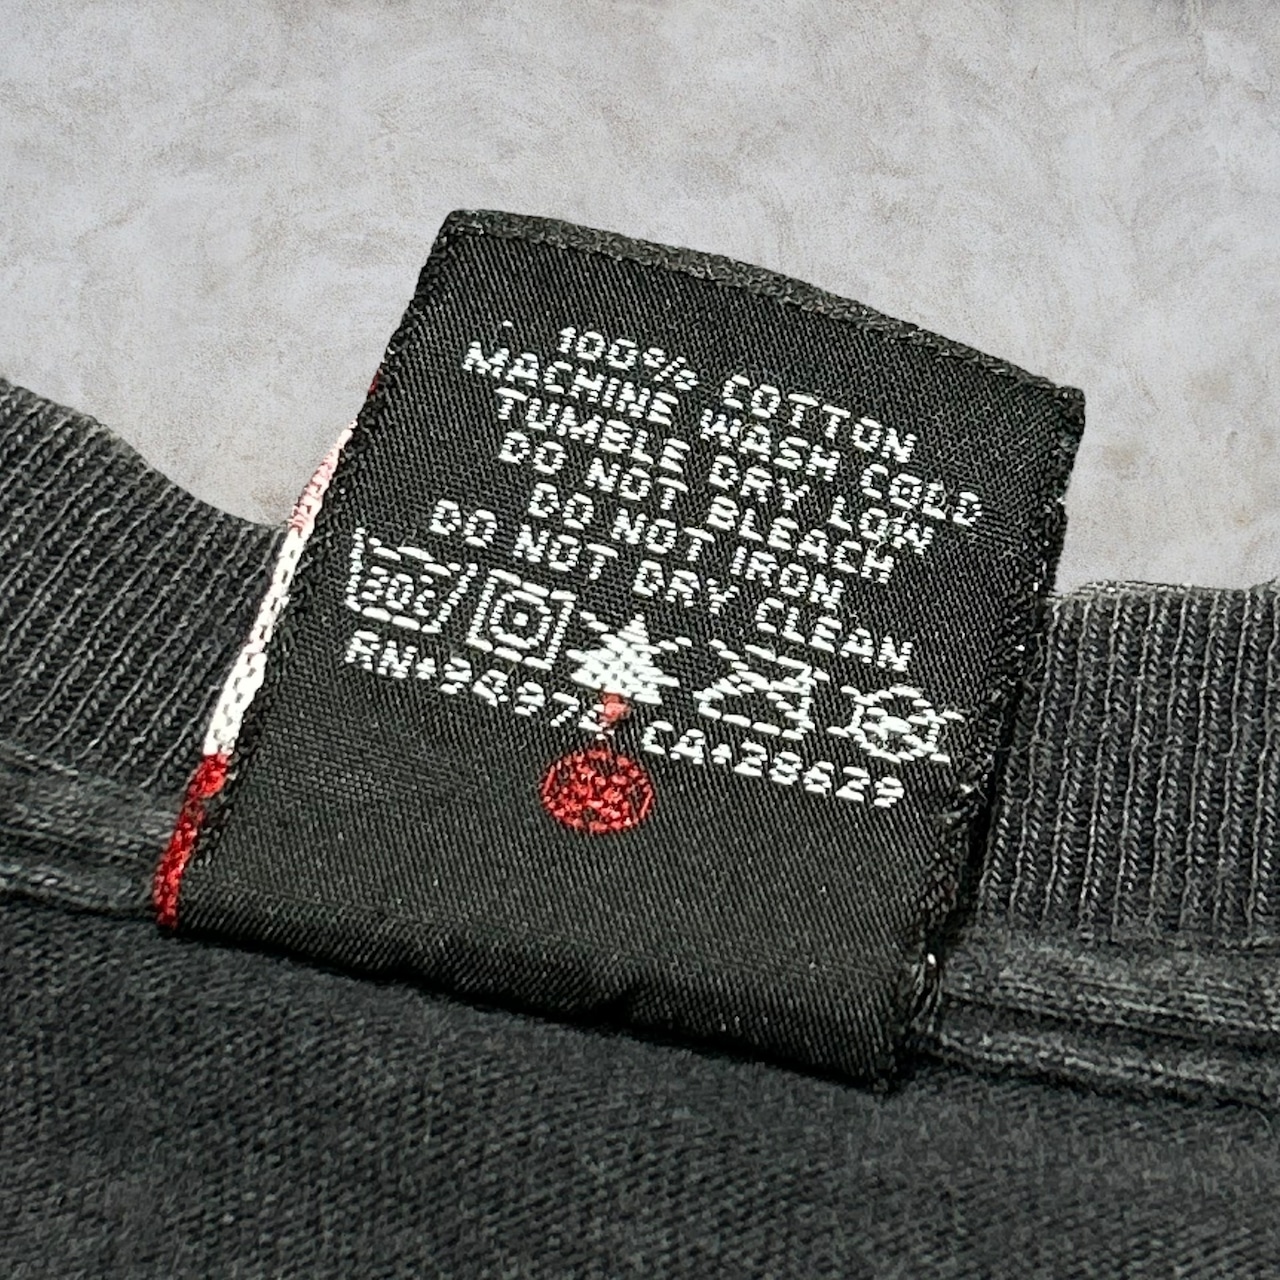 100% COTTON
MACHINE WASH COLD
TUMBLE DRY LOW
DO NOT BLEACH
DO NOT IRON
DO NOT DRY CLEAN
30C
CA*28629